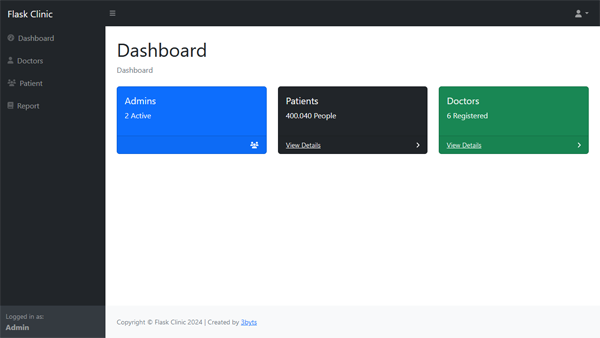 Flask Clinic
Dashboard
Doctors
Patient
Report
Logged in as:
Admin
Dashboard
Dashboard
Admins
2 Active
Patients
400.040 People
View Details
Doctors
6 Registered
View Details
Copyright © Flask Clinic 2024 | Created by 3byts